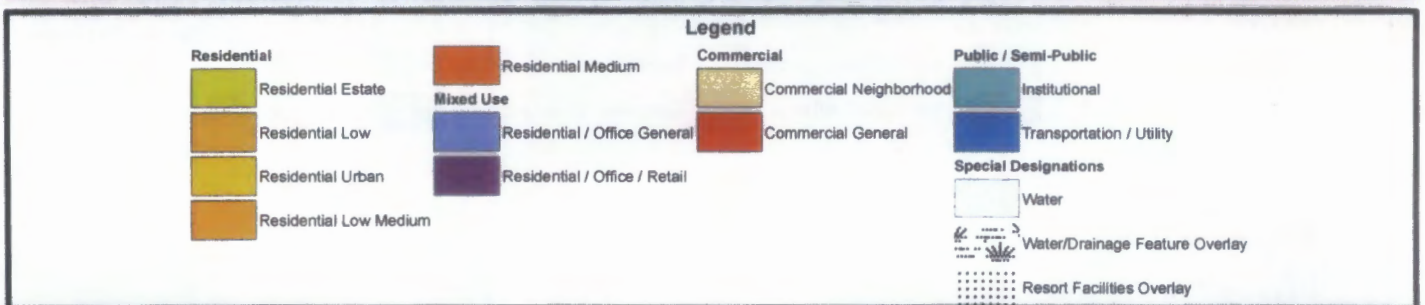 Legend
Residential
Residential Estate
Residential Low
Residential Urban
Residential Low Medium
Residential Medium
Mixed Use
Residential / Office General
Residential / Office / Retail
Commercial
Commercial Neighborhood
Commercial General
Public / Semi-Public
Institutional
Transportation / Utility
Special Designations
Water
Water/Drainage Feature Overlay
Resort Facilities Overlay